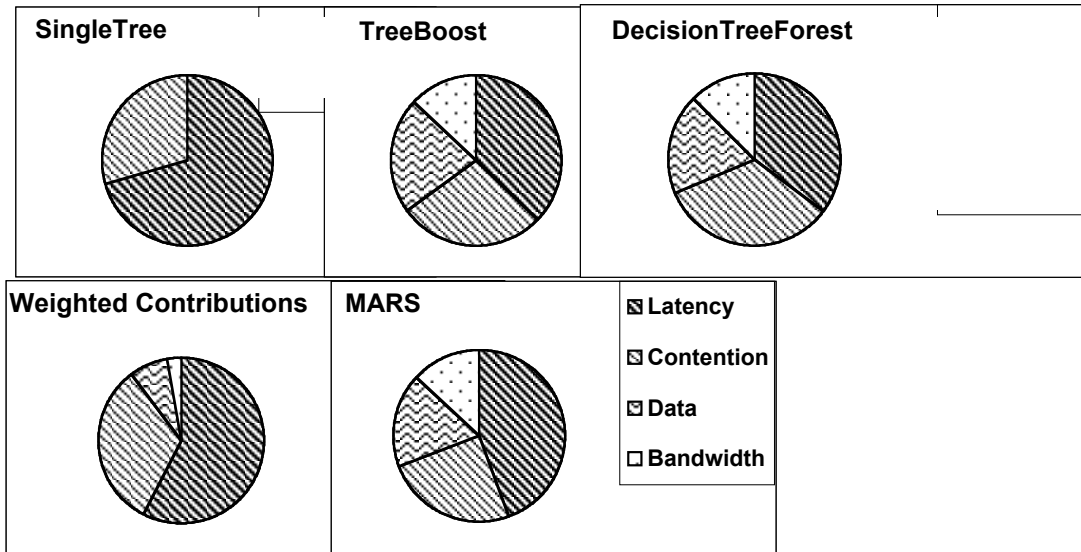 SingleTree
TreeBoost
DecisionTreeForest
Weighted Contributions
MARS
Latency
Contention
Data
Bandwidth